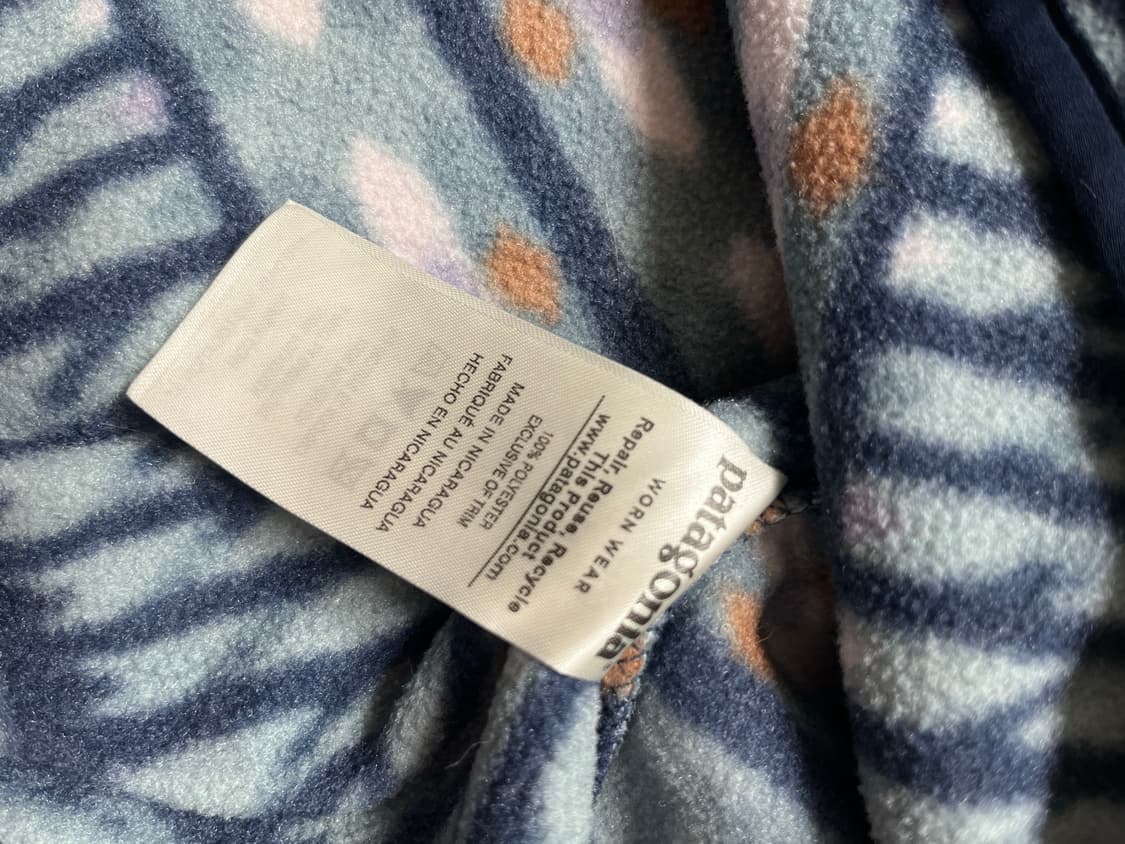 patagonia
WORN WEAR
Repair, Reuse, Recycle
This Product
www.patagonia.com
100% POLYESTER
EXCLUSIVE OF TRIM
MADE IN NICARAGUA
FABRIQUÉ AU NICARAGUA
HECHO EN NICARAGUA